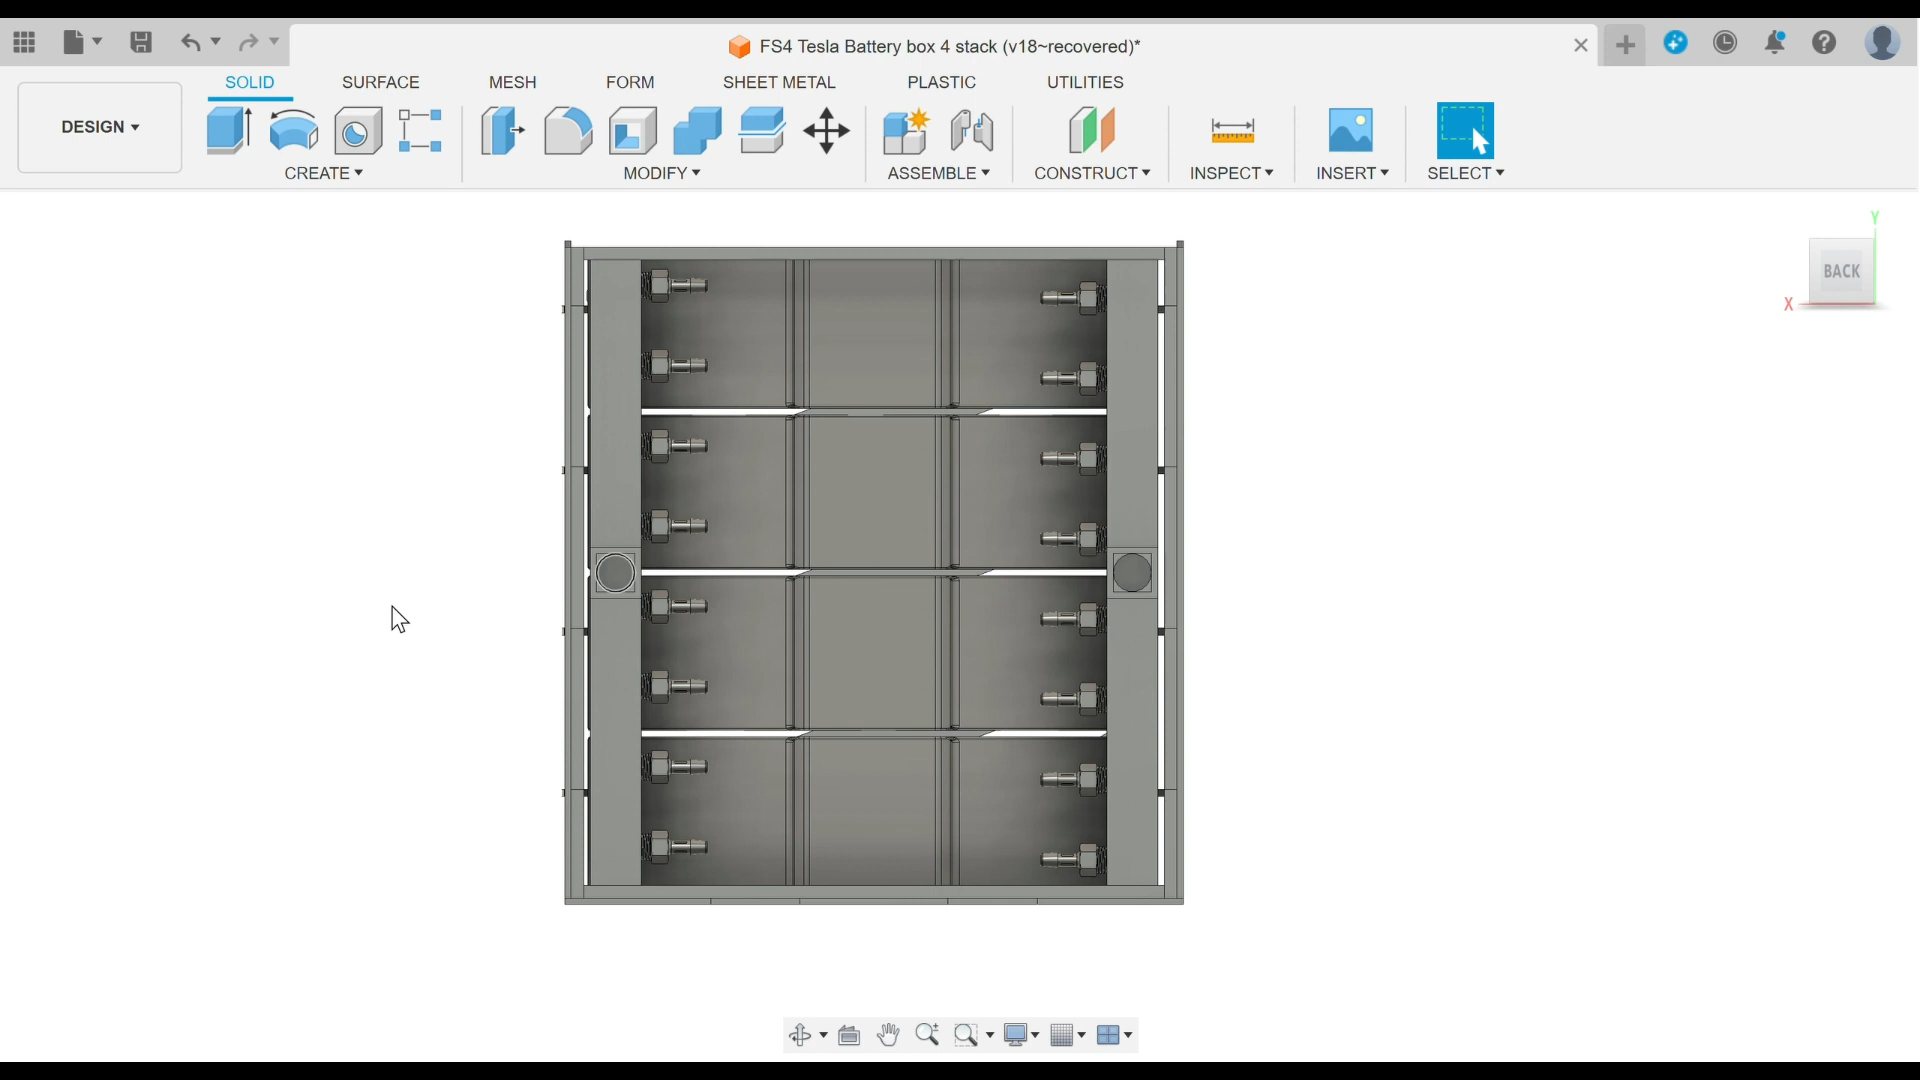 FS4 Tesla Battery box 4 stack (v18~recovered)*
SOLID SURFACE MESH FORM SHEET METAL PLASTIC UTILITIES
DESIGN
CREATE MODIFY ASSEMBLE CONSTRUCT INSPECT INSERT SELECT
Y
BACK
X